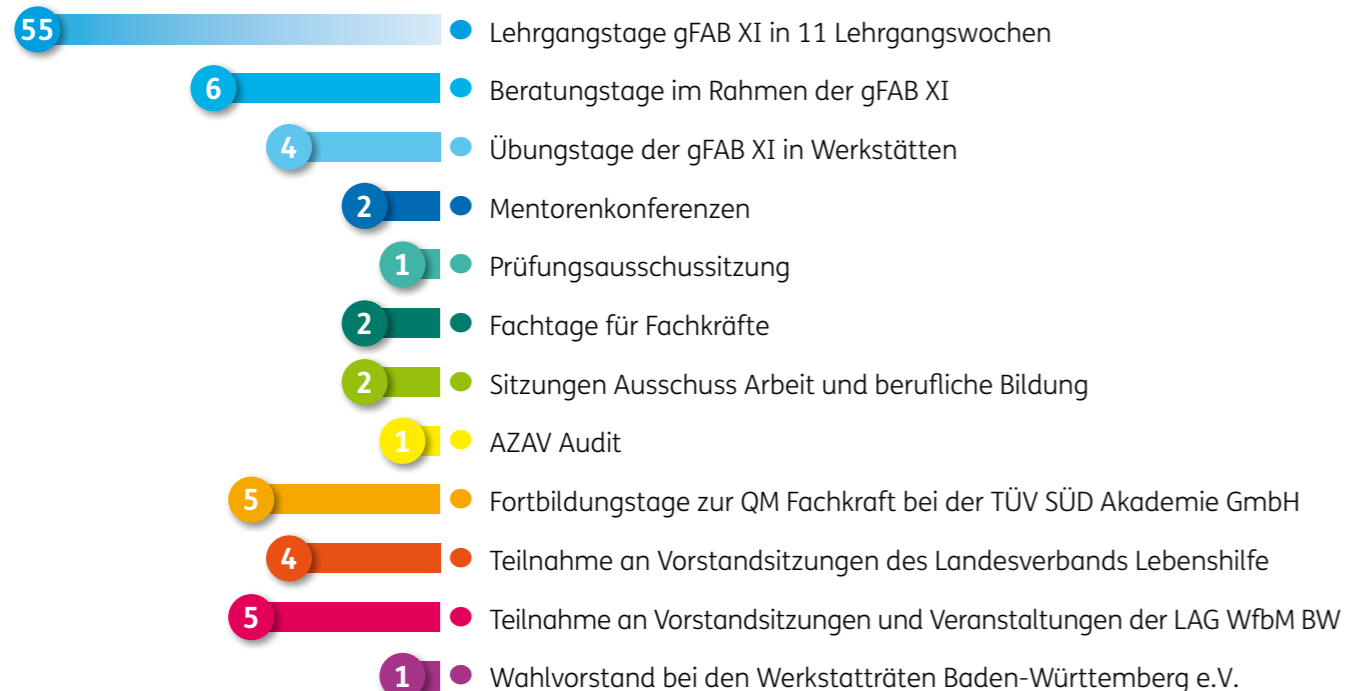 55 Lehrgangstage gFAB XI in 11 Lehrgangswochen
6 Beratungstage im Rahmen der gFAB XI
4 Übungstage der gFAB XI in Werkstätten
2 Mentorenkonferenzen
1 Prüfungsausschussitzung
2 Fachtage für Fachkräfte
2 Sitzungen Ausschuss Arbeit und berufliche Bildung
1 AZAV Audit
5 Fortbildungstage zur QM Fachkraft bei der TÜV SÜD Akademie GmbH
4 Teilnahme an Vorstandsitzungen des Landesverbands Lebenshilfe
5 Teilnahme an Vorstandsitzungen und Veranstaltungen der LAG WfbM BW
1 Wahlvorstand bei den Werkstatträten Baden-Württemberg e.V.